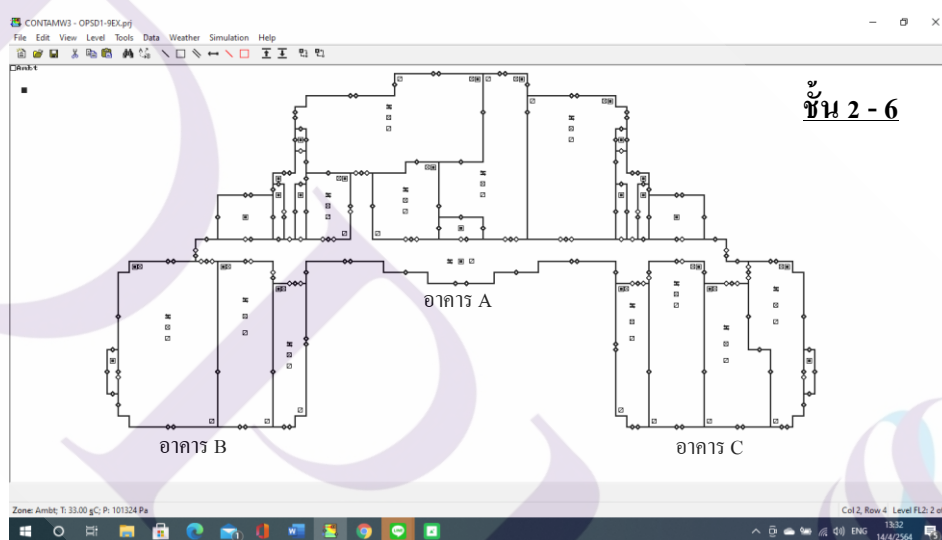 CONTAMW3 - OPSD1-9EX.prj
File Edit View Level Tools Data Weather Simulation Help
Ambt
ชั้น 2 - 6
อาคาร A
อาคาร B
อาคาร C
Zone: Ambt; T: 33.00 gC; P: 101324 Pa
Col 2, Row 4 Level FL2: 2 of
ENG
13:32
14/4/2564